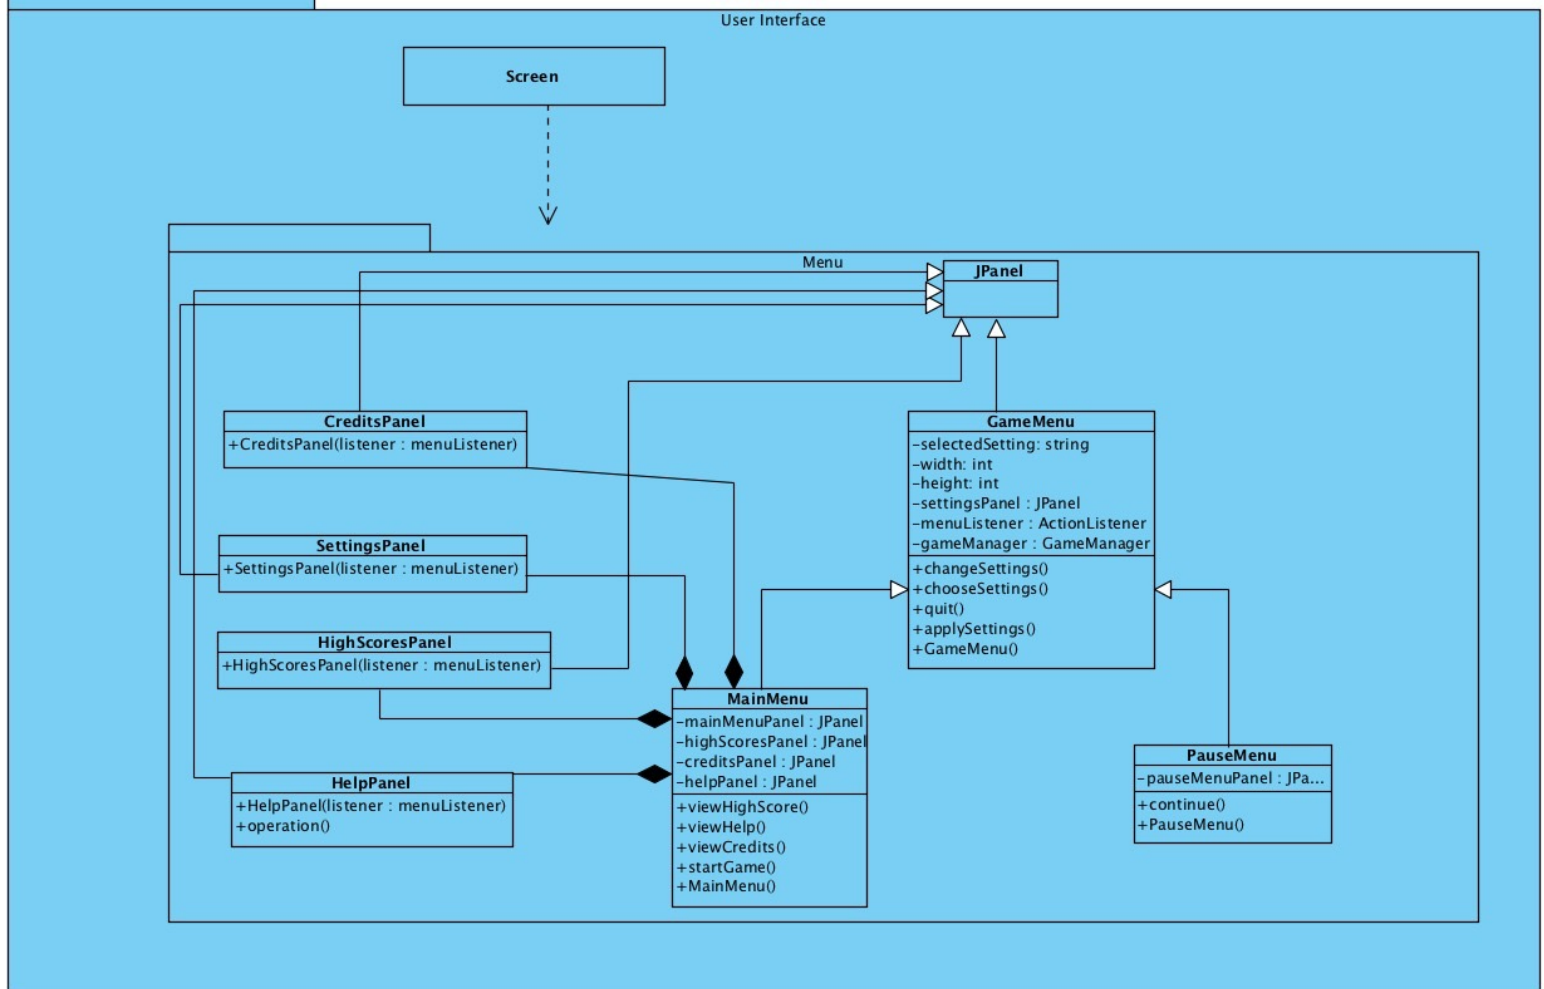 User Interface
Screen
Menu
JPanel
CreditsPanel
+CreditsPanel(listener : menuListener)
SettingsPanel
+SettingsPanel(listener : menuListener)
HighScoresPanel
+HighScoresPanel(listener : menuListener)
HelpPanel
+HelpPanel(listener : menuListener)
+operation()
MainMenu
-mainMenuPanel : JPanel
-highScoresPanel : JPanel
-creditsPanel : JPanel
-helpPanel : JPanel
+viewHighScore()
+viewHelp()
+viewCredits()
+startGame()
+MainMenu()
GameMenu
-selectedSetting: string
-width: int
-height: int
-settingsPanel : JPanel
-menuListener : ActionListener
-gameManager : GameManager
+changeSettings()
+chooseSettings()
+quit()
+applySettings()
+GameMenu()
PauseMenu
-pauseMenuPanel : JPa...
+continue()
+PauseMenu()